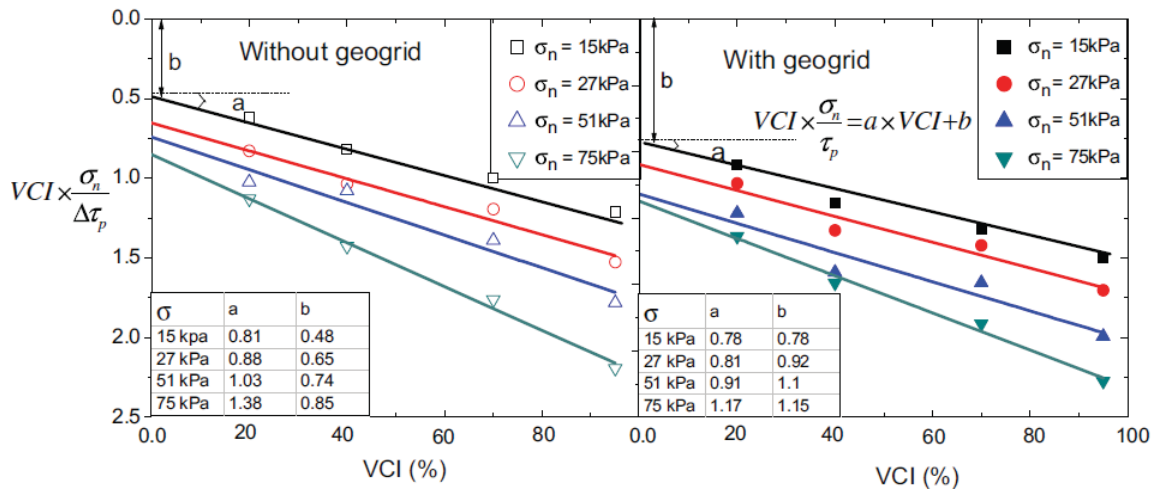 Without geogrid
σn = 15kPa
σn = 27kPa
σn = 51kPa
σn = 75kPa
b
a
0.0
0.5
1.0
1.5
2.0
2.5
VCI × σn / Δτp
σ a b
15 kpa 0.81 0.48
27 kPa 0.88 0.65
51 kPa 1.03 0.74
75 kPa 1.38 0.85
0.0 20 40 60 80
VCI (%)
With geogrid
σn = 15kPa
σn = 27kPa
σn = 51kPa
σn = 75kPa
b
VCI × σn / τp = a × VCI + b
a
σ a b
15 kPa 0.78 0.78
27 kPa 0.81 0.92
51 kPa 0.91 1.1
75 kPa 1.17 1.15
0.0 20 40 60 80 100
VCI (%)